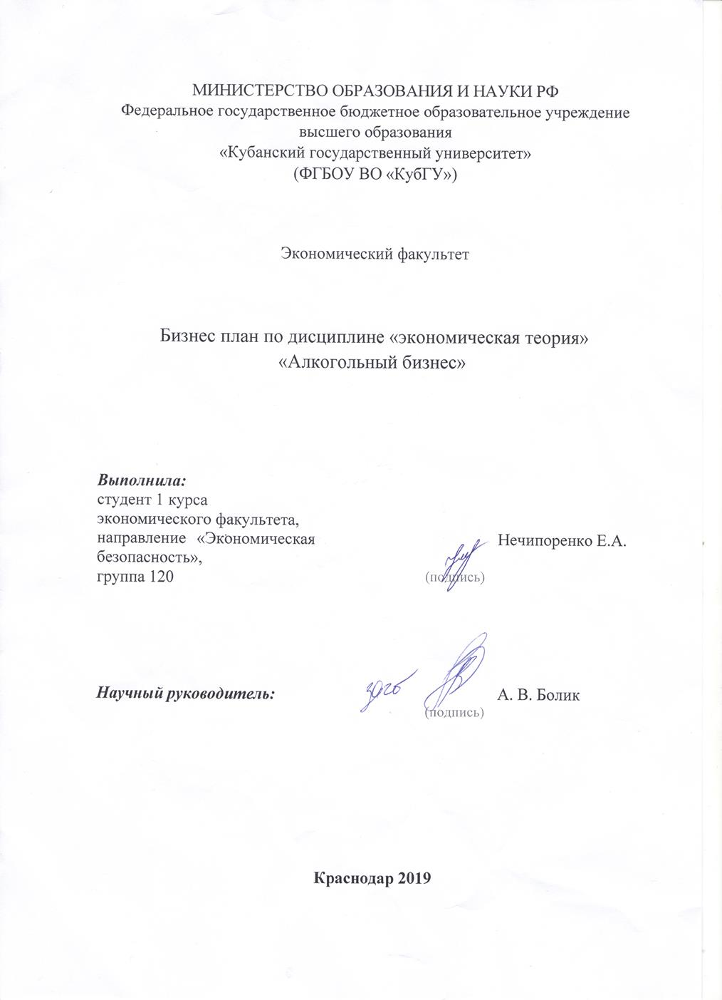 МИНИСТЕРСТВО ОБРАЗОВАНИЯ И НАУКИ РФ
Федеральное государственное бюджетное образовательное учреждение
высшего образования
«Кубанский государственный университет»
(ФГБОУ ВО «КубГУ»)
Экономический факультет
Бизнес план по дисциплине «экономическая теория»
«Алкогольный бизнес»
Выполнила:
студент 1 курса
экономического факультета,
направление «Экономическая
безопасность»,
группа 120
Нечипоренко Е.А.
(подпись)
Научный руководитель:
А. В. Болик
(подпись)
Краснодар 2019